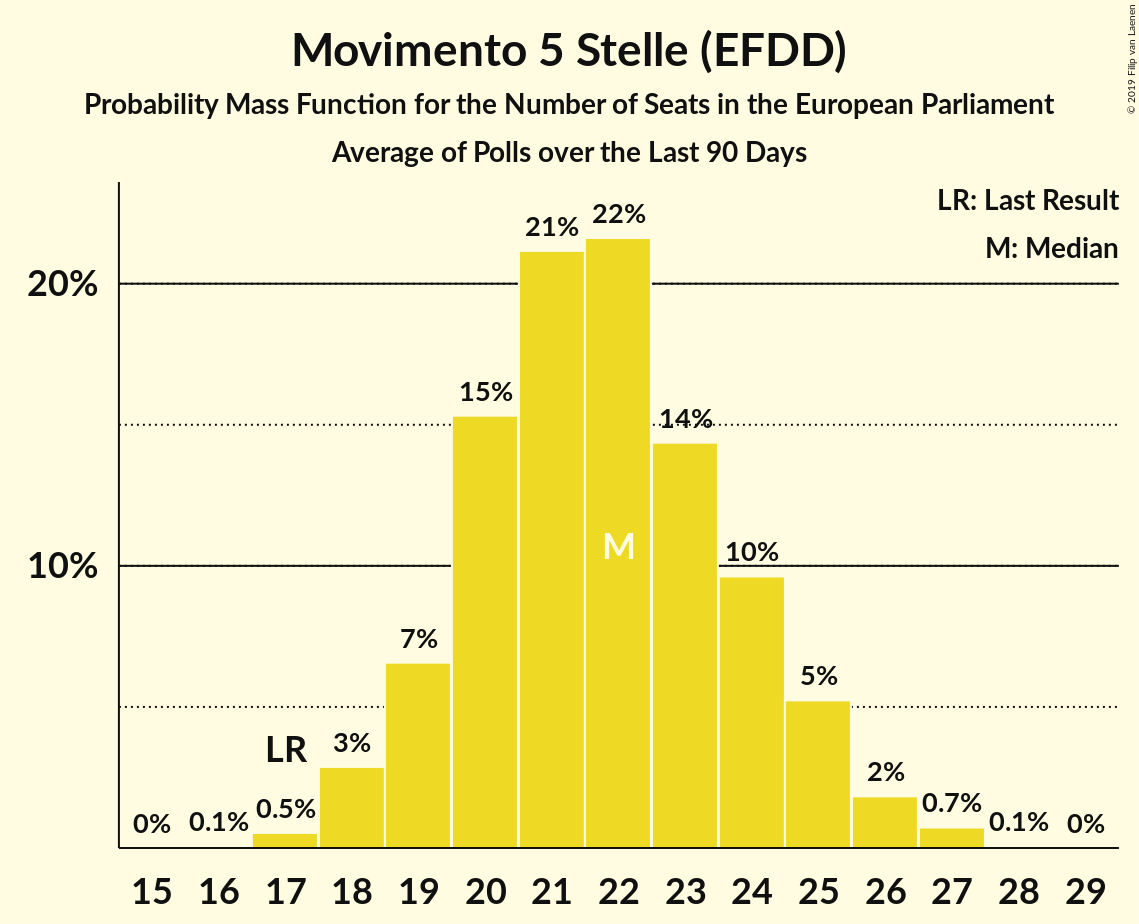 Movimento 5 Stelle (EFDD)
Probability Mass Function for the Number of Seats in the European Parliament
Average of Polls over the Last 90 Days
© 2019 Filip van Laenen
LR: Last Result
M: Median
20%
10%
0%
0.1%
0.5%
LR
3%
7%
15%
21%
22%
M
14%
10%
5%
2%
0.7%
0.1%
0%
15 16 17 18 19 20 21 22 23 24 25 26 27 28 29